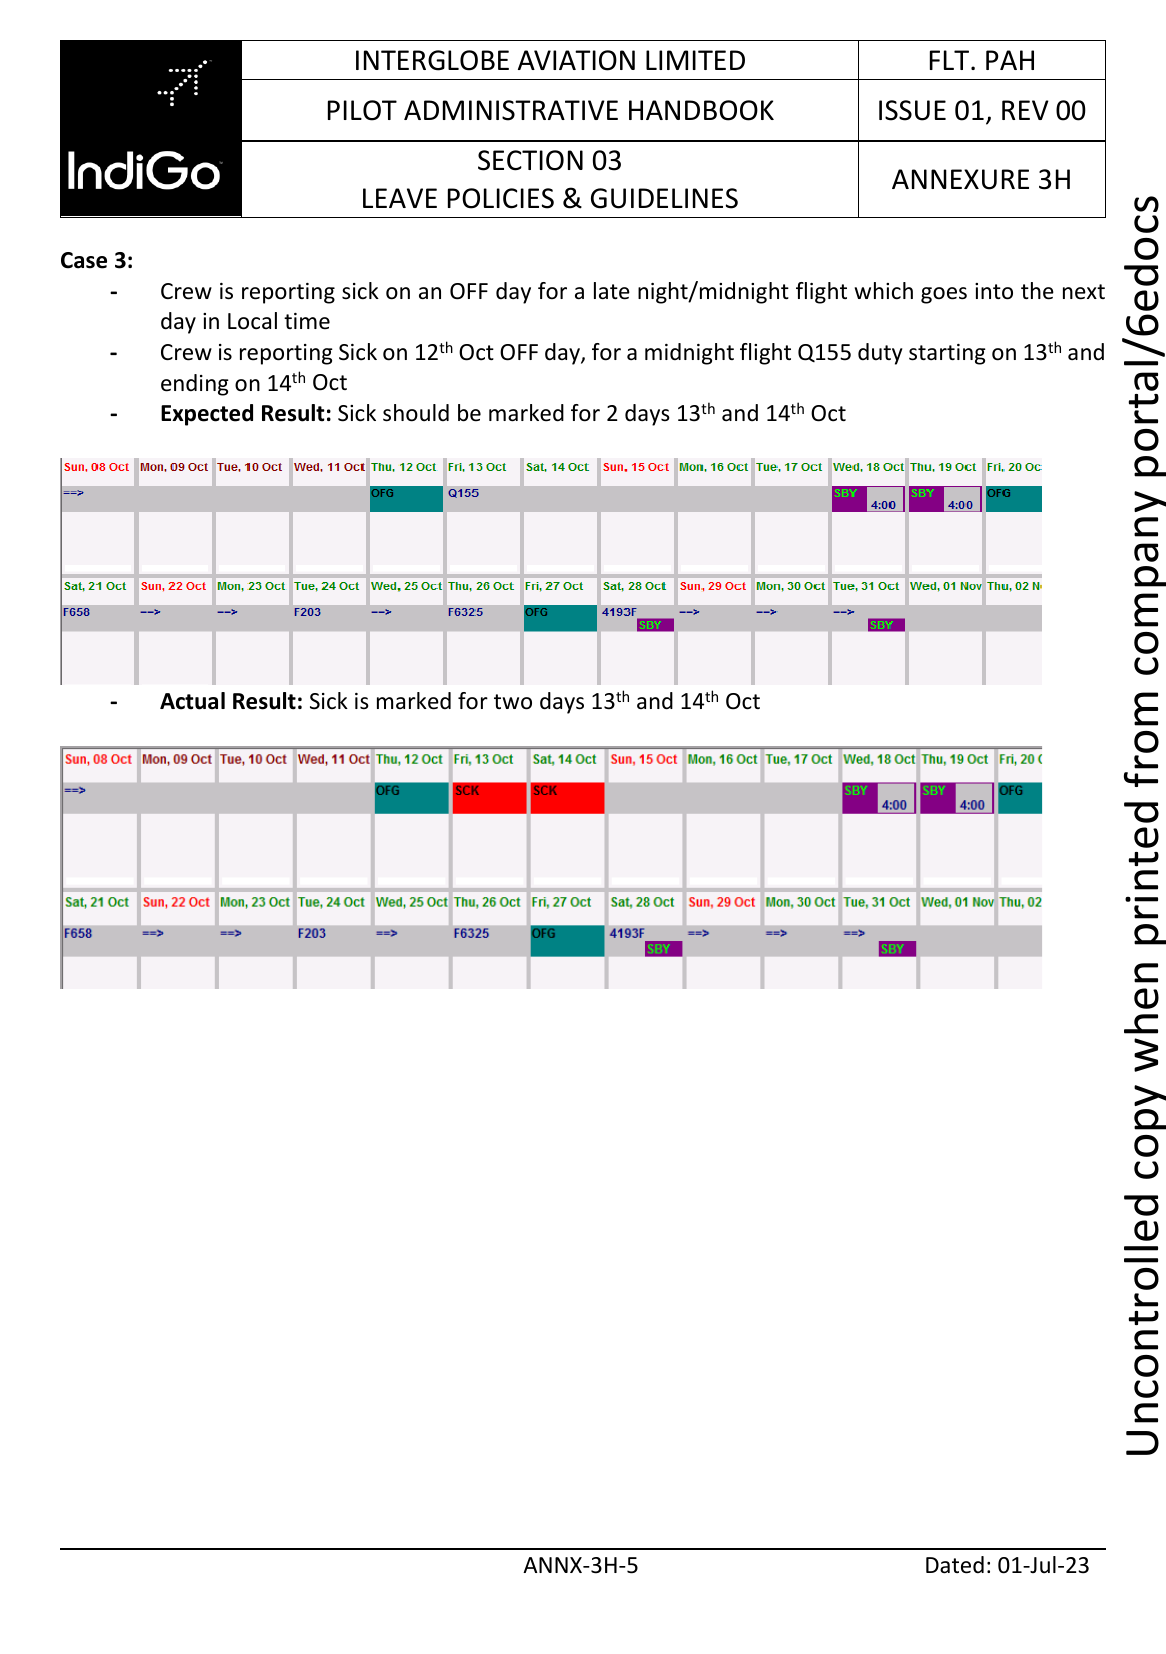 INTERGLOBE AVIATION LIMITED
FLT. PAH
PILOT ADMINISTRATIVE HANDBOOK
ISSUE 01, REV 00
IndiGo
SECTION 03
LEAVE POLICIES & GUIDELINES
ANNEXURE 3H
Case 3:
- Crew is reporting sick on an OFF day for a late night/midnight flight which goes into the next
day in Local time
- Crew is reporting Sick on 12th Oct OFF day, for a midnight flight Q155 duty starting on 13th and
ending on 14th Oct
- Expected Result: Sick should be marked for 2 days 13th and 14th Oct
Sun, 08 Oct Mon, 09 Oct Tue, 10 Oct Wed, 11 Oct Thu, 12 Oct Fri, 13 Oct Sat, 14 Oct Sun, 15 Oct Mon, 16 Oct Tue, 17 Oct Wed, 18 Oct Thu, 19 Oct Fri, 20 Oc
==> OFG Q155 SBY 4:00 SBY 4:00 OFG
Sat, 21 Oct Sun, 22 Oct Mon, 23 Oct Tue, 24 Oct Wed, 25 Oct Thu, 26 Oct Fri, 27 Oct Sat, 28 Oct Sun, 29 Oct Mon, 30 Oct Tue, 31 Oct Wed, 01 Nov Thu, 02 N
F658 ==> ==> F203 ==> F6325 OFG 4193F ==> ==> ==>
SBY SBY
- Actual Result: Sick is marked for two days 13th and 14th Oct
Sun, 08 Oct Mon, 09 Oct Tue, 10 Oct Wed, 11 Oct Thu, 12 Oct Fri, 13 Oct Sat, 14 Oct Sun, 15 Oct Mon, 16 Oct Tue, 17 Oct Wed, 18 Oct Thu, 19 Oct Fri, 20 (
==> OFG SCK SCK SBY 4:00 SBY 4:00 OFG
Sat, 21 Oct Sun, 22 Oct Mon, 23 Oct Tue, 24 Oct Wed, 25 Oct Thu, 26 Oct Fri, 27 Oct Sat, 28 Oct Sun, 29 Oct Mon, 30 Oct Tue, 31 Oct Wed, 01 Nov Thu, 02
F658 ==> ==> F203 ==> F6325 OFG 4193F ==> ==> ==>
SBY SBY
ANNX-3H-5
Dated: 01-Jul-23
Uncontrolled copy when printed from company portal/6edocs